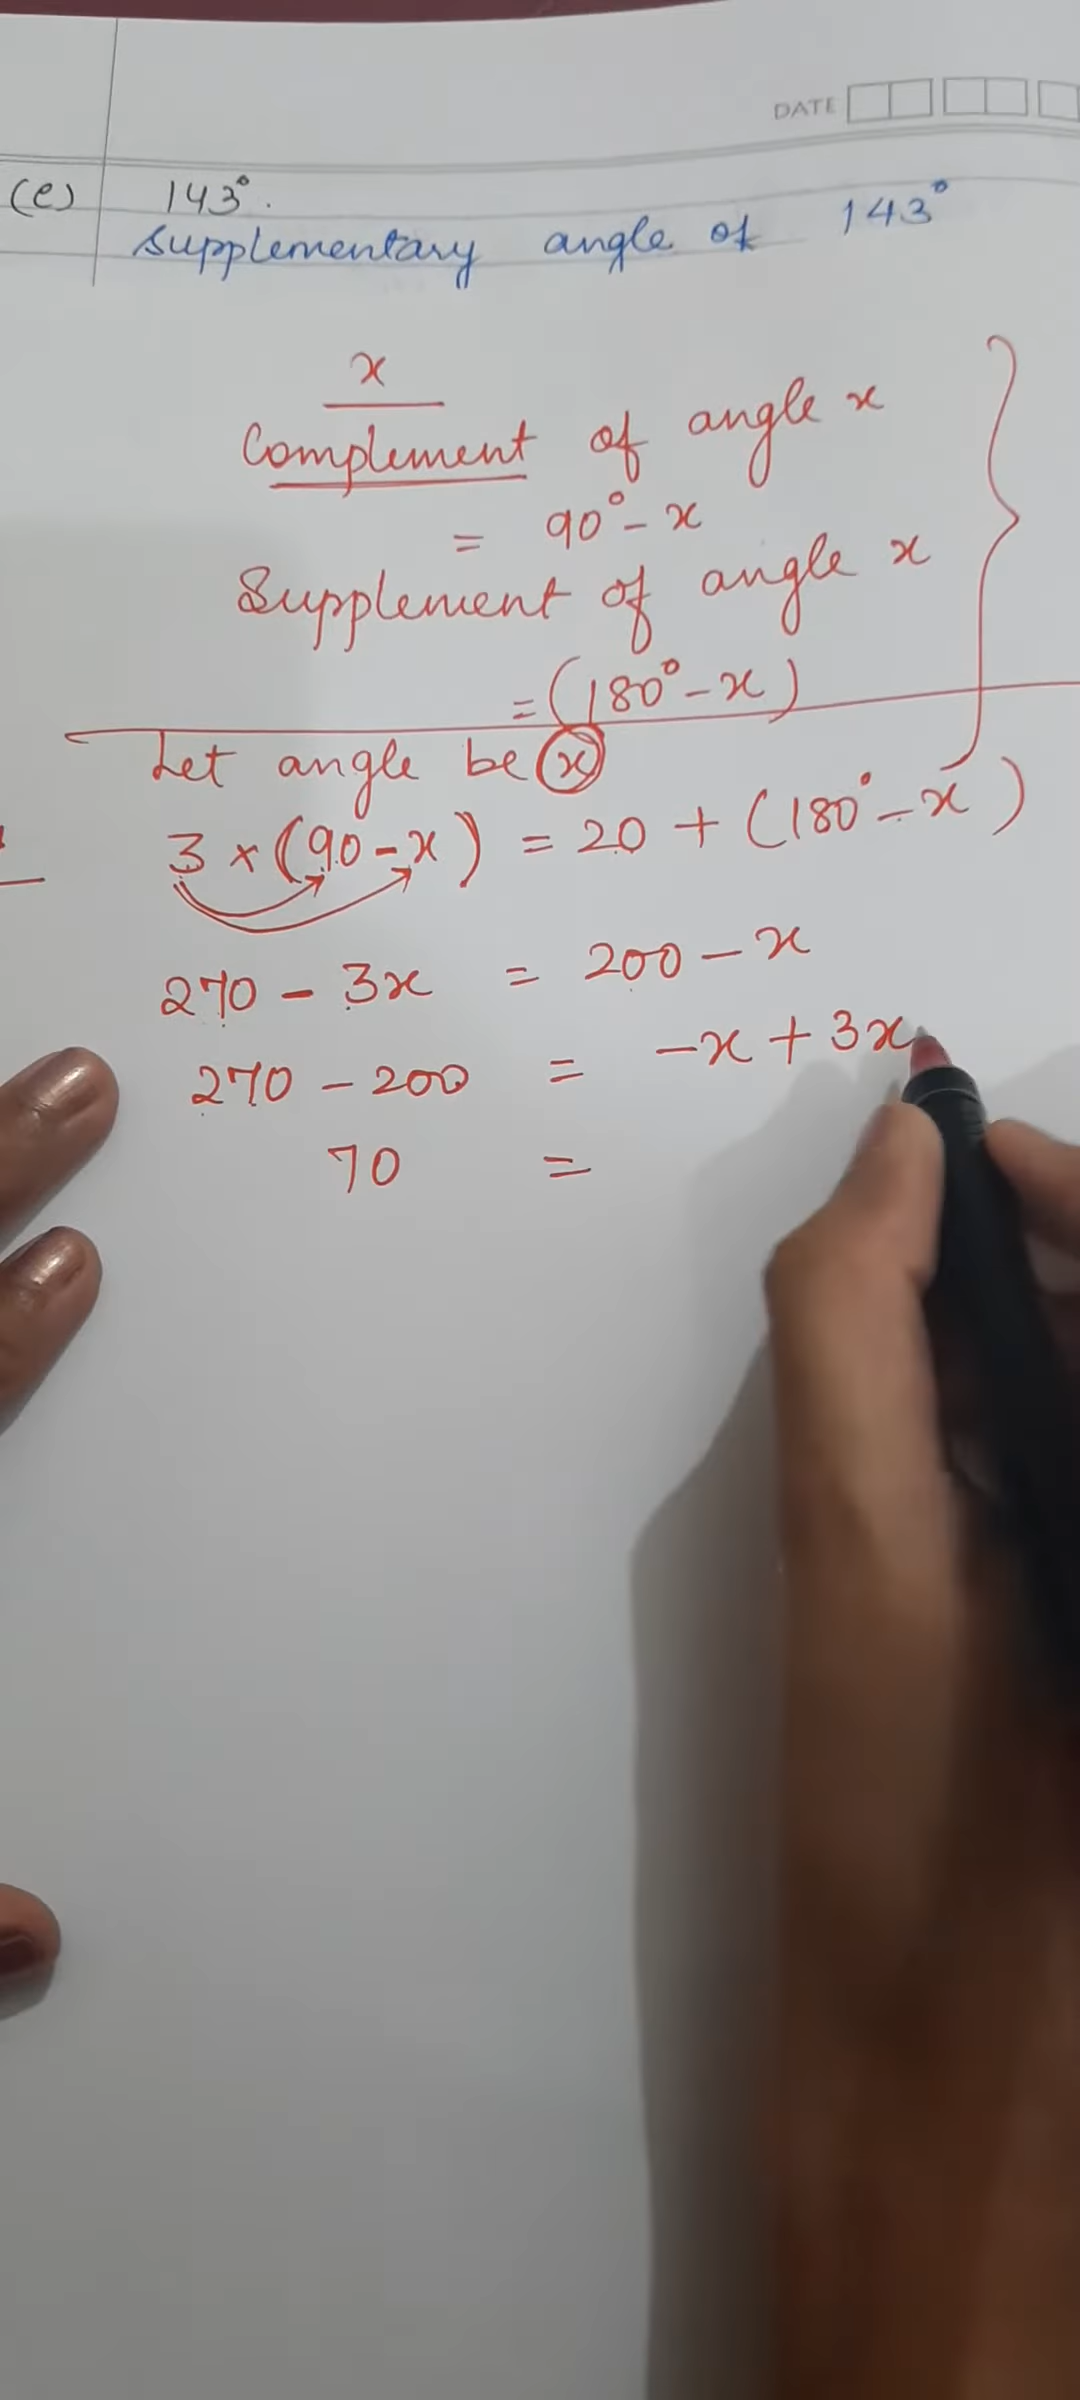 DATE
(e) 143°.
Supplementary angle of 143°
x
Complement of angle x
= 90° - x
Supplement of angle x
= (180° - x)
Let angle be x
3 × (90 - x) = 20 + (180° - x)
270 - 3x = 200 - x
270 - 200 = -x + 3x
70 =